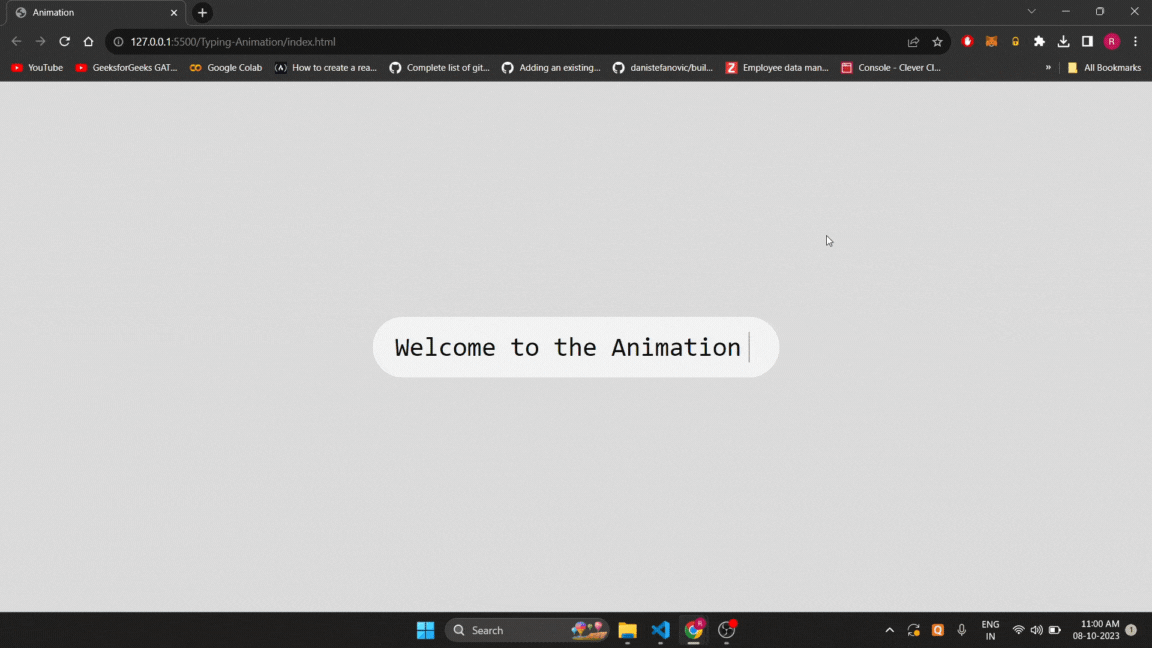 Animation
127.0.0.1:5500/Typing-Animation/index.html
R
YouTube GeeksforGeeks GAT... Google Colab How to create a rea... Complete list of git... Adding an existing... danistefanovic/buil... Employee data man... Console - Clever Cl... » All Bookmarks
Welcome to the Animation
Search
ENG
IN
11:00 AM
08-10-2023
1